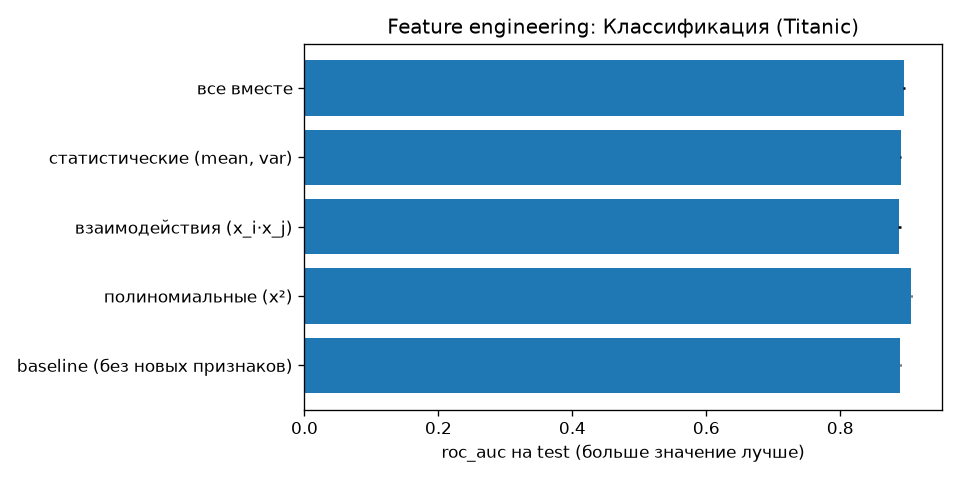 Feature engineering: Классификация (Titanic)
все вместе
статистические (mean, var)
взаимодействия (x_i·x_j)
полиномиальные (x²)
baseline (без новых признаков)
0.0 0.2 0.4 0.6 0.8
roc_auc на test (больше значение лучше)